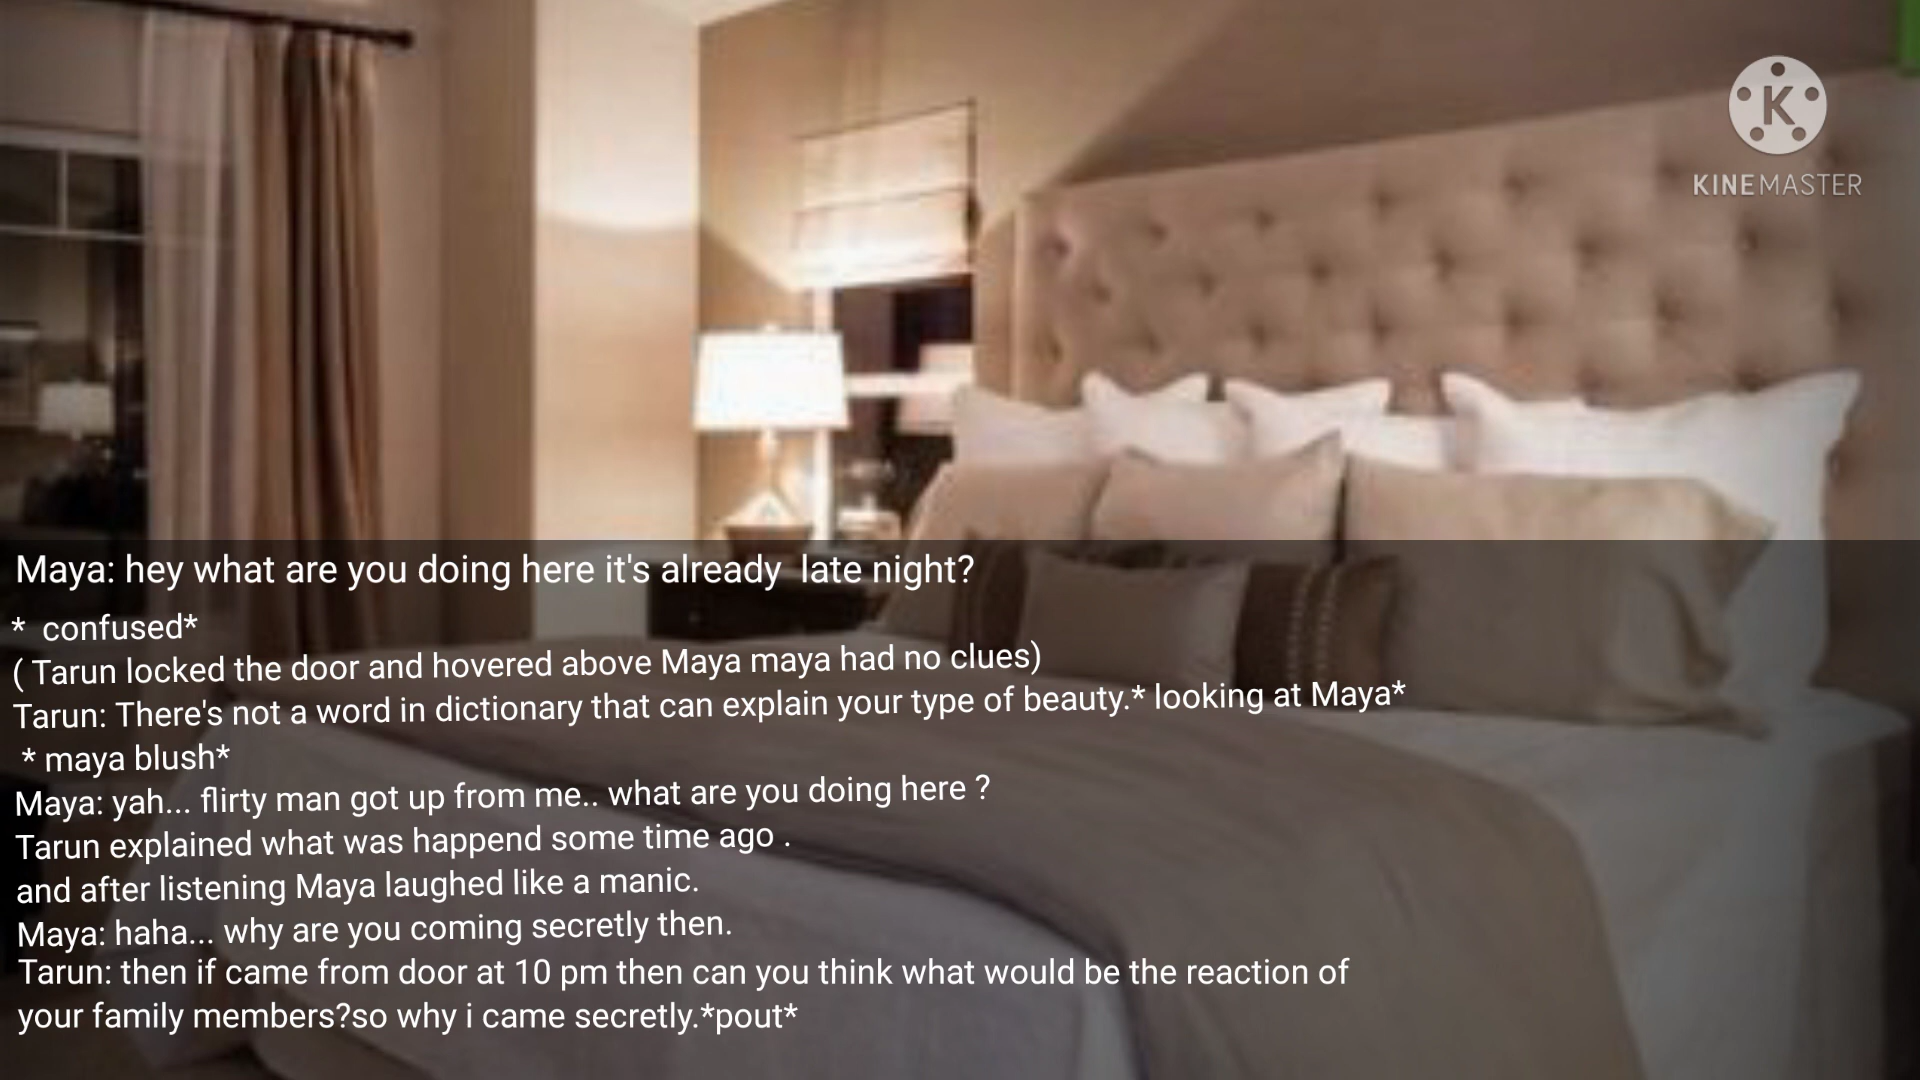 KINEMASTER
Maya: hey what are you doing here it's already  late night?
*  confused*
( Tarun locked the door and hovered above Maya maya had no clues)
Tarun: There's not a word in dictionary that can explain your type of beauty.* looking at Maya*
* maya blush*
Maya: yah... flirty man got up from me.. what are you doing here ?
Tarun explained what was happend some time ago .
and after listening Maya laughed like a manic.
Maya: haha... why are you coming secretly then.
Tarun: then if came from door at 10 pm then can you think what would be the reaction of
your family members?so why i came secretly.*pout*